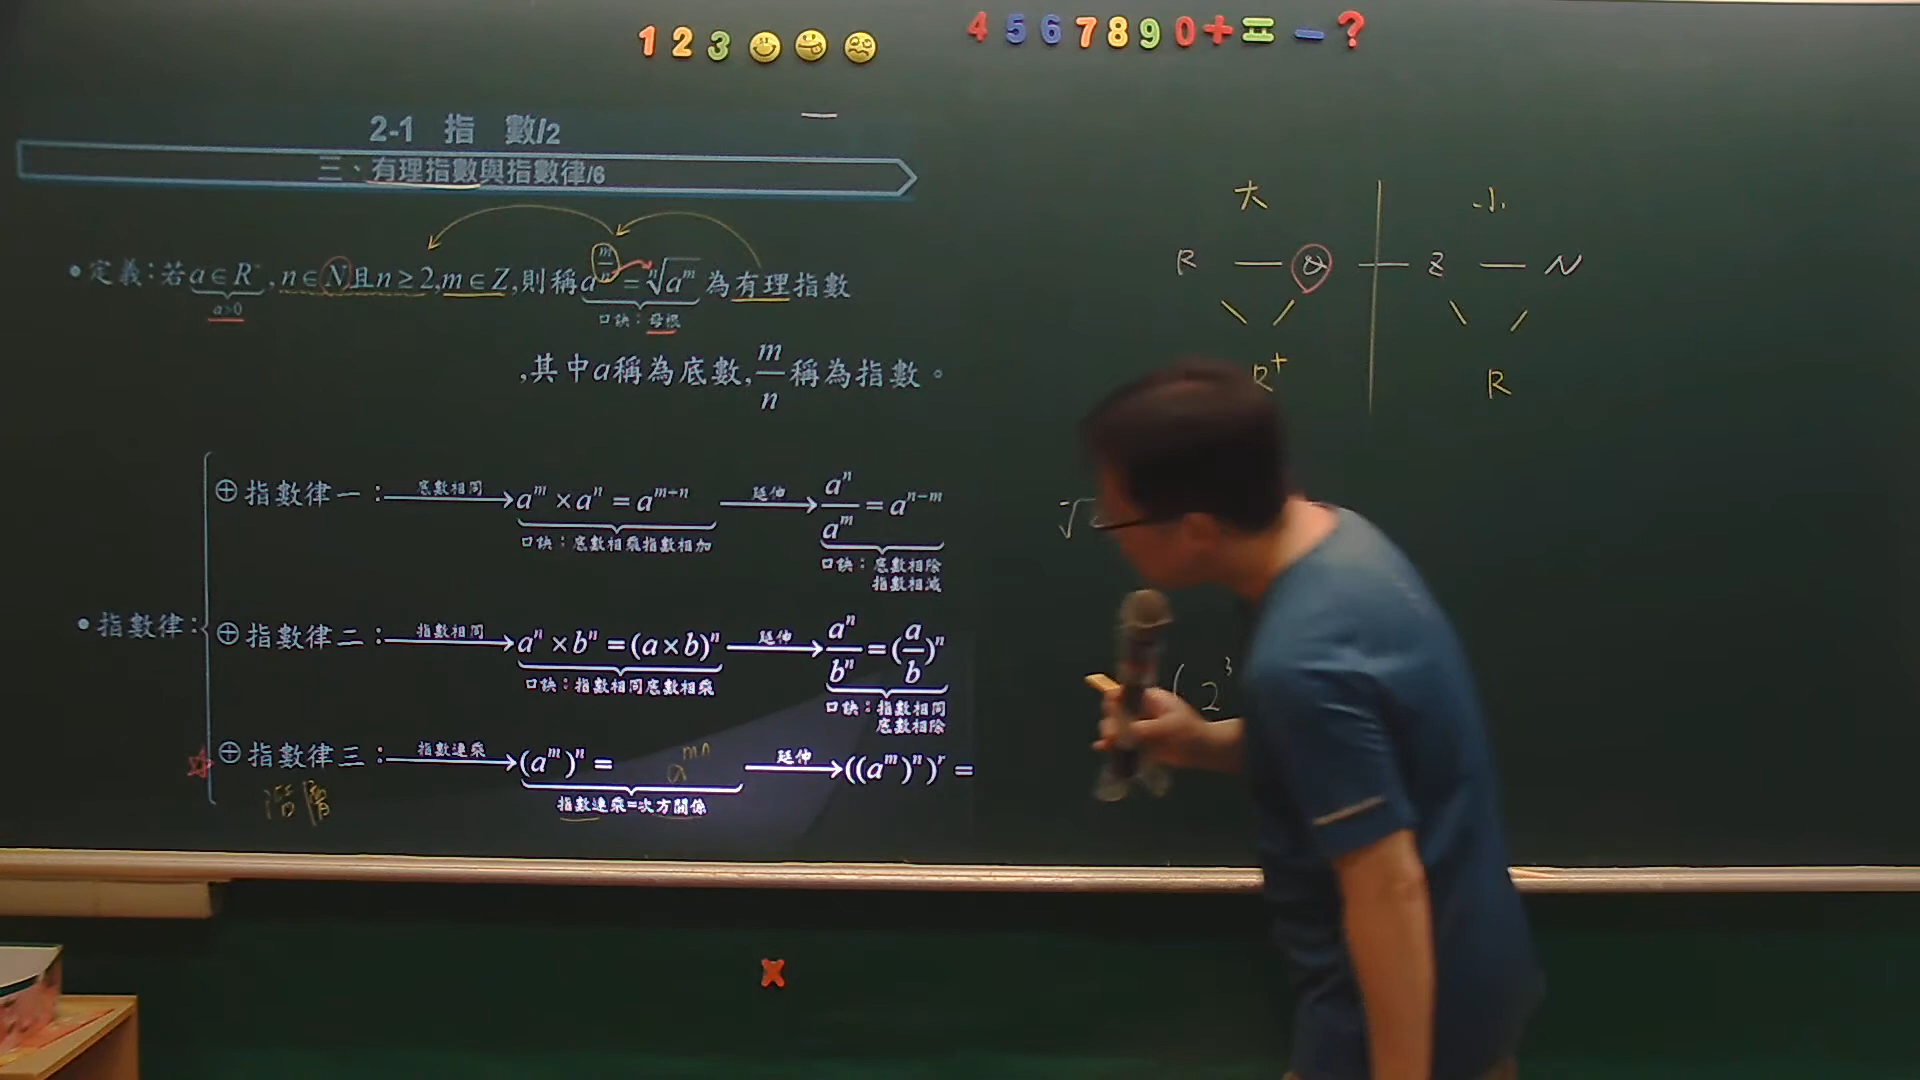 1 2 3 4 5 6 7 8 9 0 + = − ?
2-1 指 數/2
三、有理指數與指數律/6
•定義：若a∈R⁺,n∈N且n≥2,m∈Z,則稱a^(m/n)=ⁿ√(a^m)為有理指數
a>0
口訣：母根
,其中a稱為底數,m/n稱為指數。
•指數律：
⊕指數律一：底數相同→a^m×a^n=a^(m+n) 延伸→a^n/a^m=a^(n−m)
口訣：底數相乘指數相加
口訣：底數相除
指數相減
⊕指數律二：指數相同→a^n×b^n=(a×b)^n 延伸→a^n/b^n=(a/b)^n
口訣：指數相同底數相乘
口訣：指數相同
底數相除
⊕指數律三：指數連乘→(a^m)^n= a^mn 延伸→((a^m)^n)^r=
指數連乘=次方關係
階層
大 小
R — Q — Z — N
R⁺ R
√
(2³
x